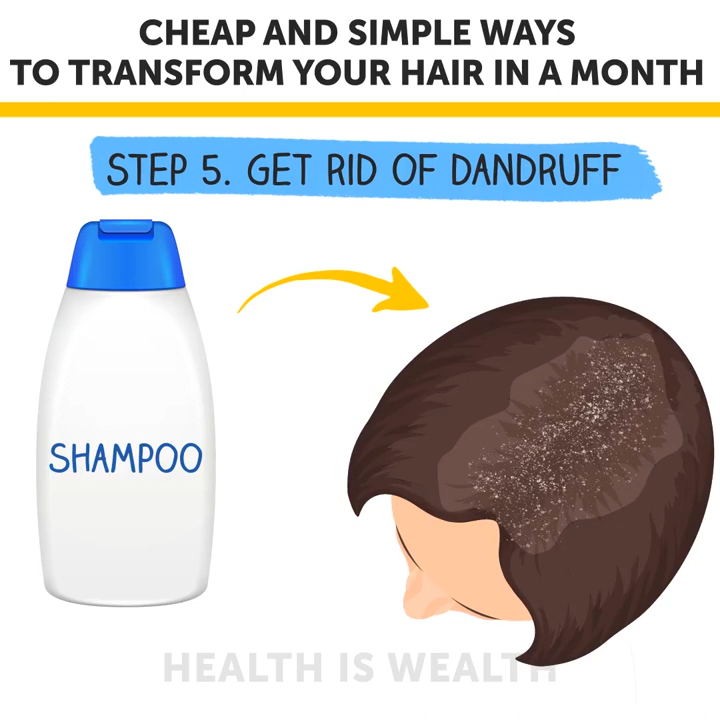 CHEAP AND SIMPLE WAYS
TO TRANSFORM YOUR HAIR IN A MONTH
STEP 5. GET RID OF DANDRUFF
SHAMPOO
HEALTH IS WEALTH